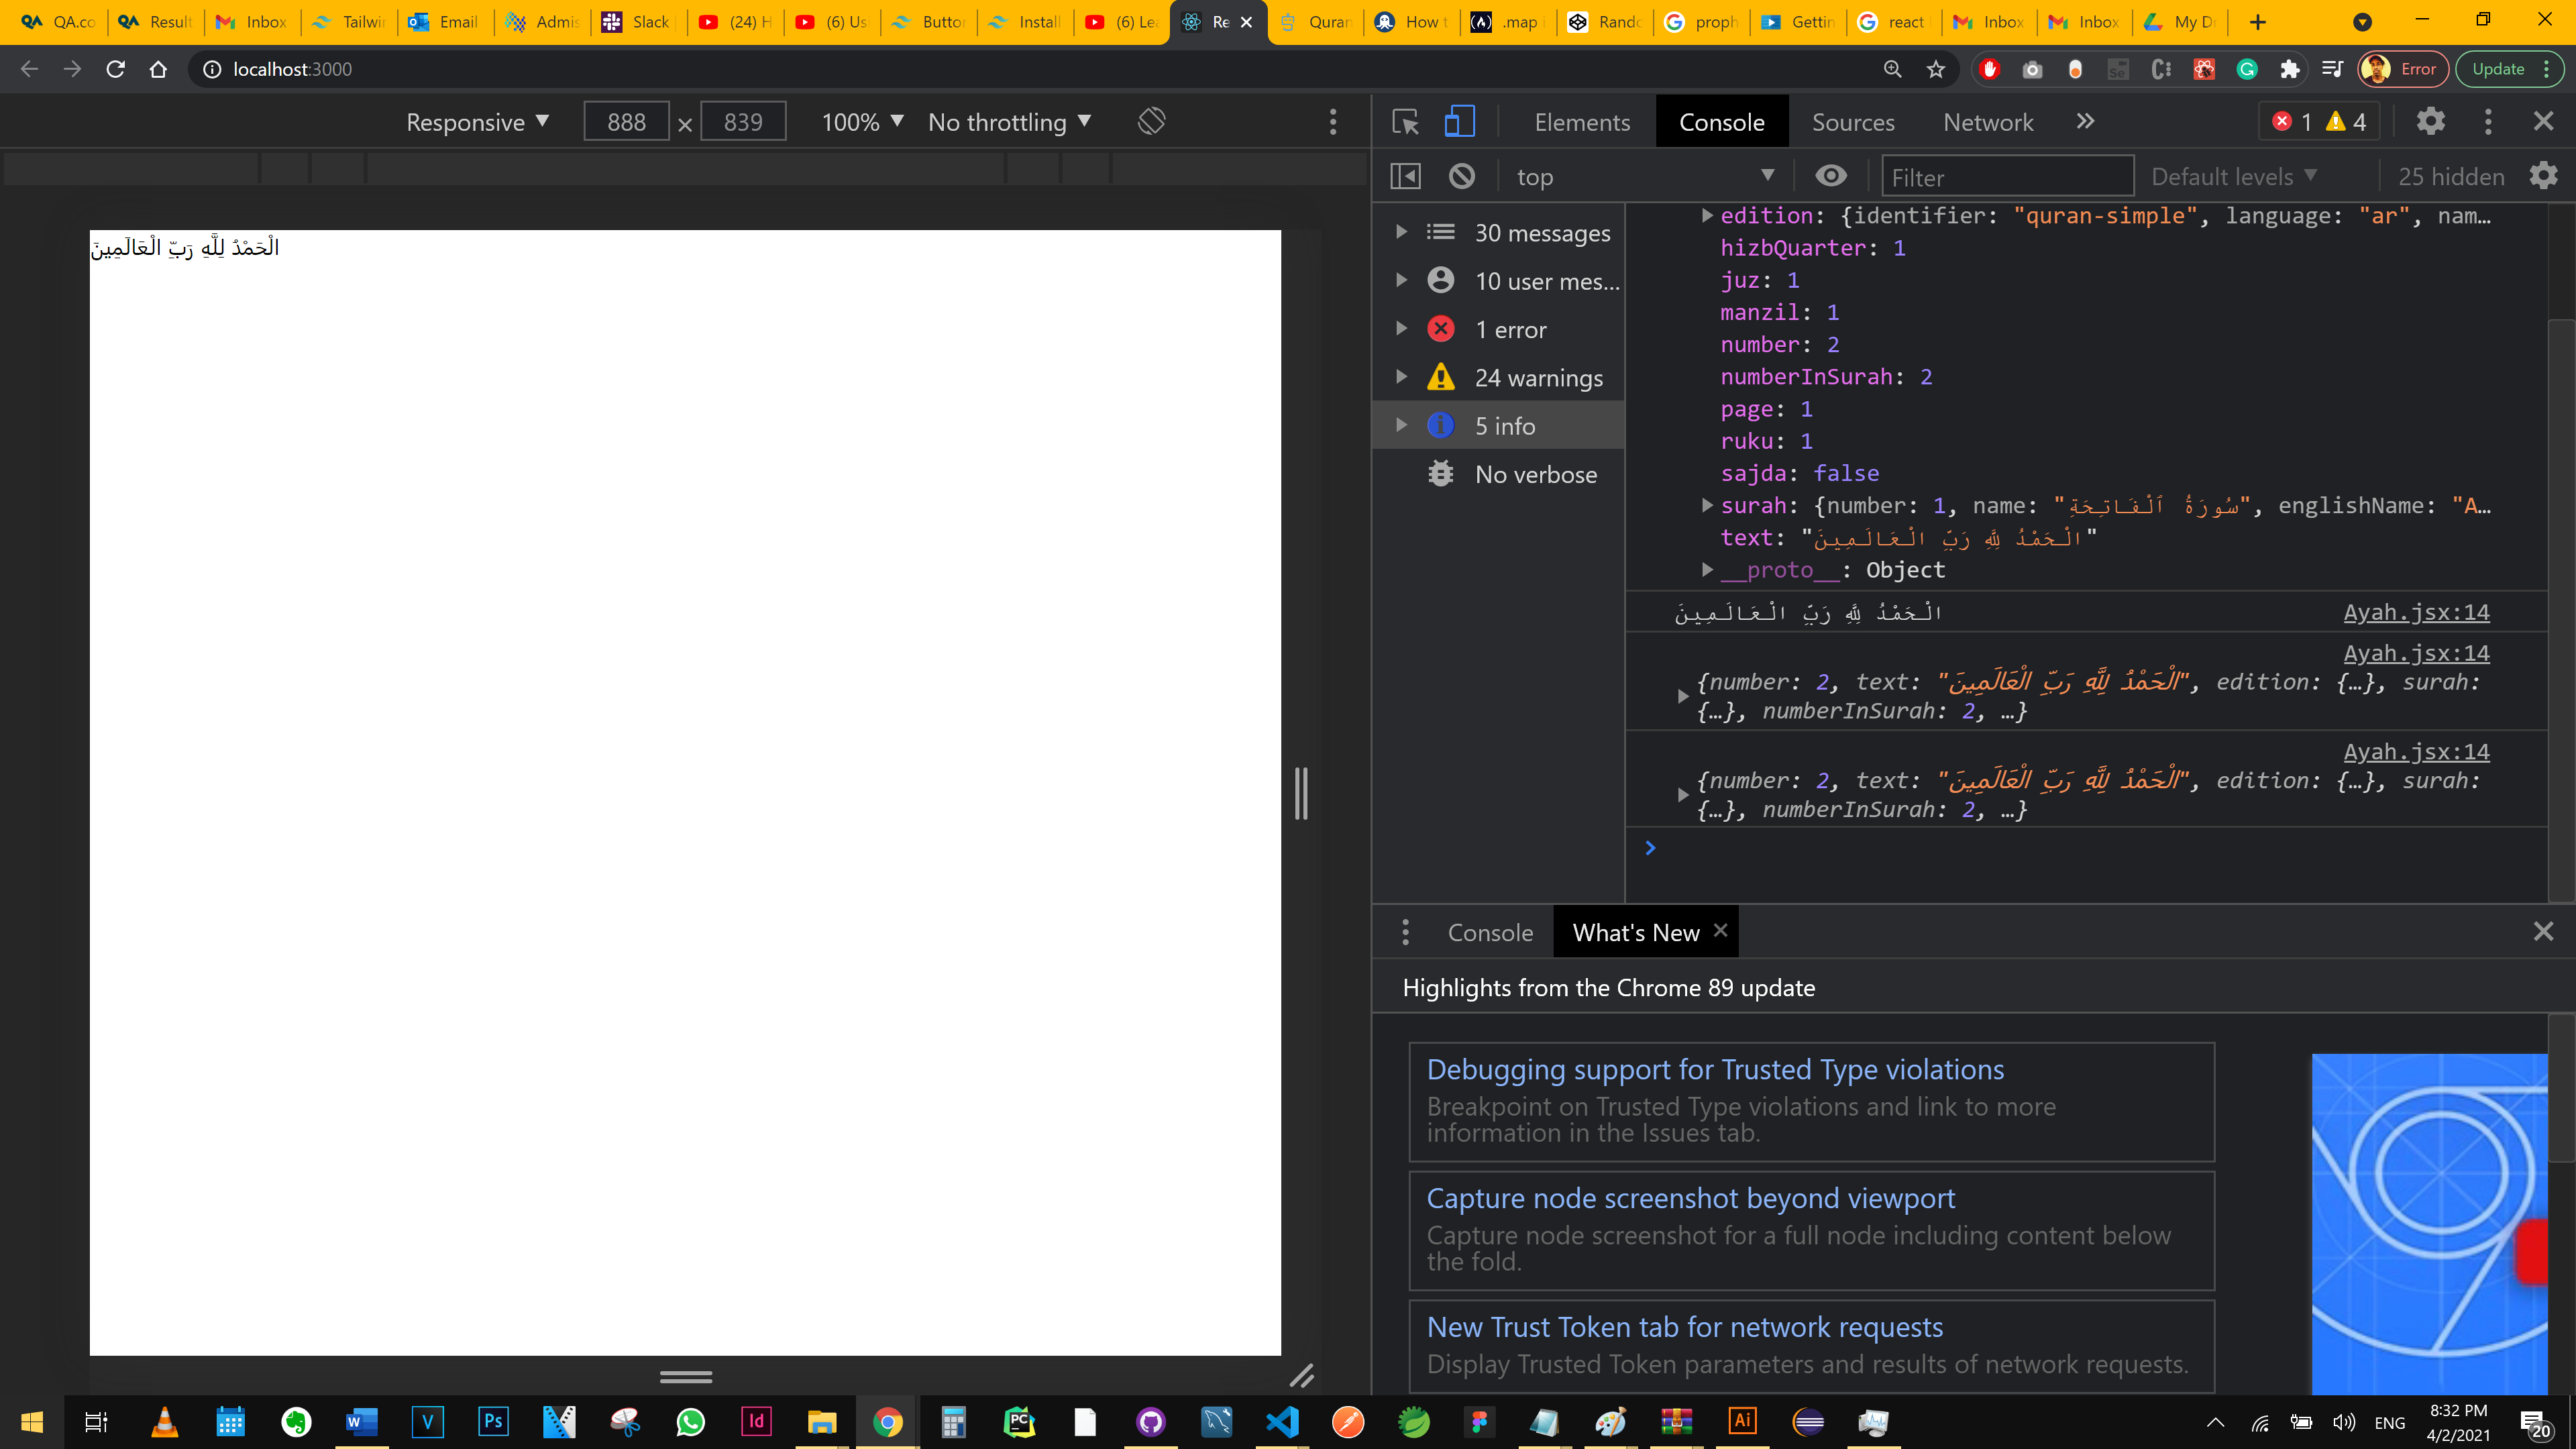 QA.co
Result
Inbox
Tailwin
Email
Admis
Slack
(24) H
(6) Us
Button
Install
(6) Lea
Re
Quran
How t
.map i
Rando
proph
Gettin
react
Inbox
Inbox
My Dr
localhost:3000
Error
Update
Responsive
888 × 839
100%
No throttling
Elements
Console
Sources
Network
1
4
top
Filter
Default levels
25 hidden
الْحَمْدُ لِلَّهِ رَبِّ الْعَالَمِينَ
30 messages
10 user mes...
1 error
24 warnings
5 info
No verbose
edition: {identifier: "quran-simple", language: "ar", nam…
hizbQuarter: 1
juz: 1
manzil: 1
number: 2
numberInSurah: 2
page: 1
ruku: 1
sajda: false
surah: {number: 1, name: "سُورَةُ ٱلْفَاتِحَةِ", englishName: "A…
text: "الْحَمْدُ لِلَّهِ رَبِّ الْعَالَمِينَ"
__proto__: Object
الْحَمْدُ لِلَّهِ رَبِّ الْعَالَمِينَ Ayah.jsx:14
Ayah.jsx:14
{number: 2, text: "الْحَمْدُ لِلَّهِ رَبِّ الْعَالَمِينَ", edition: {…}, surah:
{…}, numberInSurah: 2, …}
Ayah.jsx:14
{number: 2, text: "الْحَمْدُ لِلَّهِ رَبِّ الْعَالَمِينَ", edition: {…}, surah:
{…}, numberInSurah: 2, …}
Console
What's New
Highlights from the Chrome 89 update
Debugging support for Trusted Type violations
Breakpoint on Trusted Type violations and link to more
information in the Issues tab.
Capture node screenshot beyond viewport
Capture node screenshot for a full node including content below
the fold.
New Trust Token tab for network requests
Display Trusted Token parameters and results of network requests.
ENG
8:32 PM
4/2/2021
20